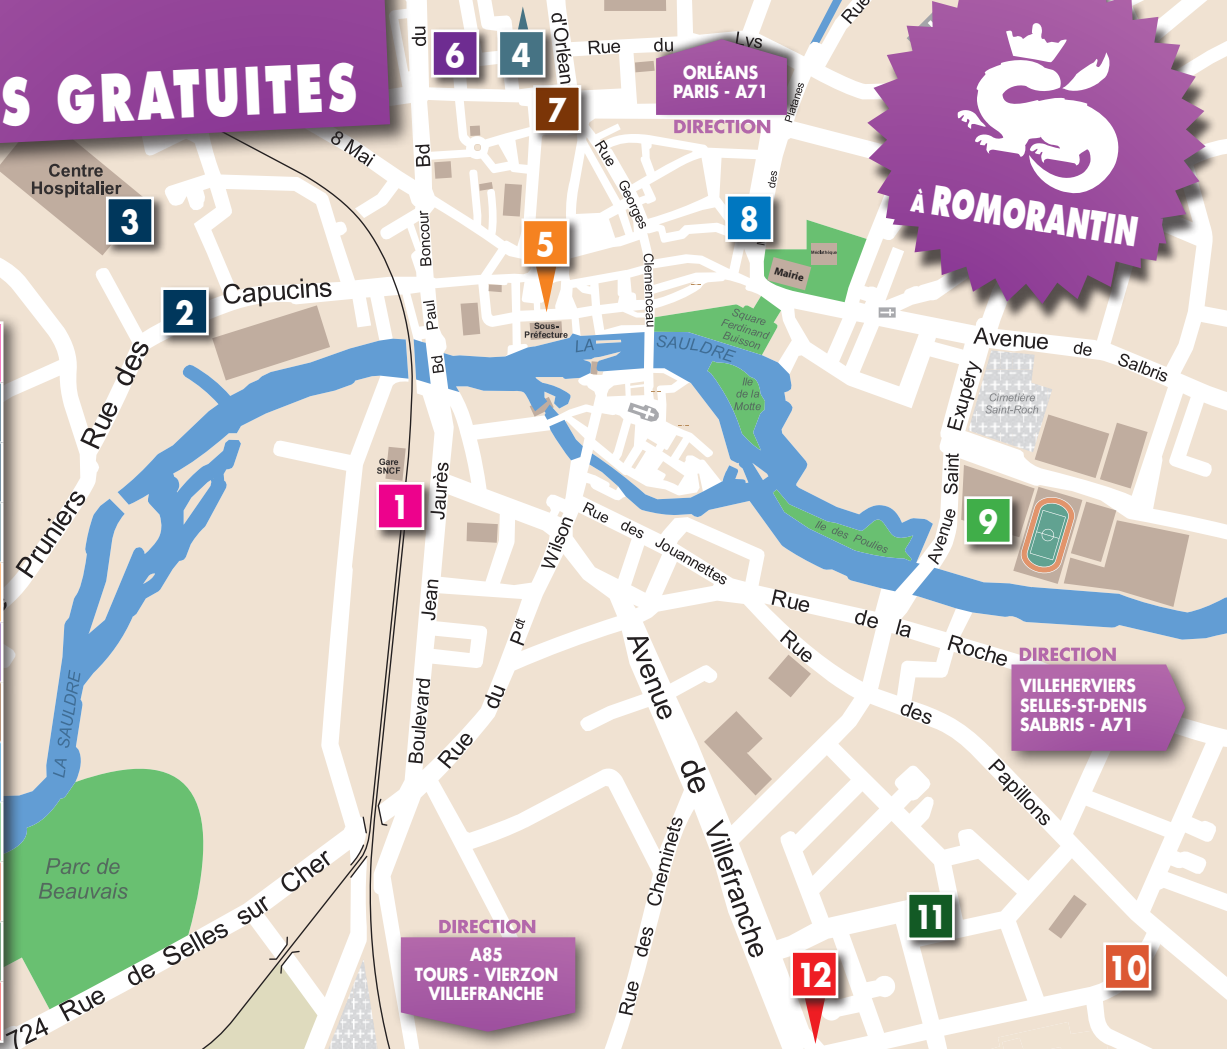 S GRATUITES
du
6
4
d'Orléan
Rue du Lvs
Rue
ORLÉANS
PARIS - A71
DIRECTION
7
Platanes
des
À ROMORANTIN
8 Mai
Bd
Rue
Georges
Clemenceau
Centre
Hospitalier
3
8
5
Boncour
Paul
Bd
Médiathèque
Mairie
2
Capucins
Rue des
Pruniers
Sous-
Préfecture
LA SAULDRE
Square
Ferdinand
Buisson
Ile
de la
Motte
Avenue de Salbris
Exupéry
Saint
Avenue
Cimetière
Saint-Roch
Gare
SNCF
1
Jaurès
Jean
Boulevard
9
Rue des Jouannettes
Ile des Poulies
Wilson
Pdt
du
Rue
Rue de la Roche
DIRECTION
VILLEHERVIERS
SELLES-ST-DENIS
SALBRIS - A71
Rue des Papillons
LA SAULDRE
Avenue de Villefranche
Parc de
Beauvais
724 Rue de Selles sur Cher
Rue des Cheminets
DIRECTION
A85
TOURS - VIERZON
VILLEFRANCHE
11
10
12